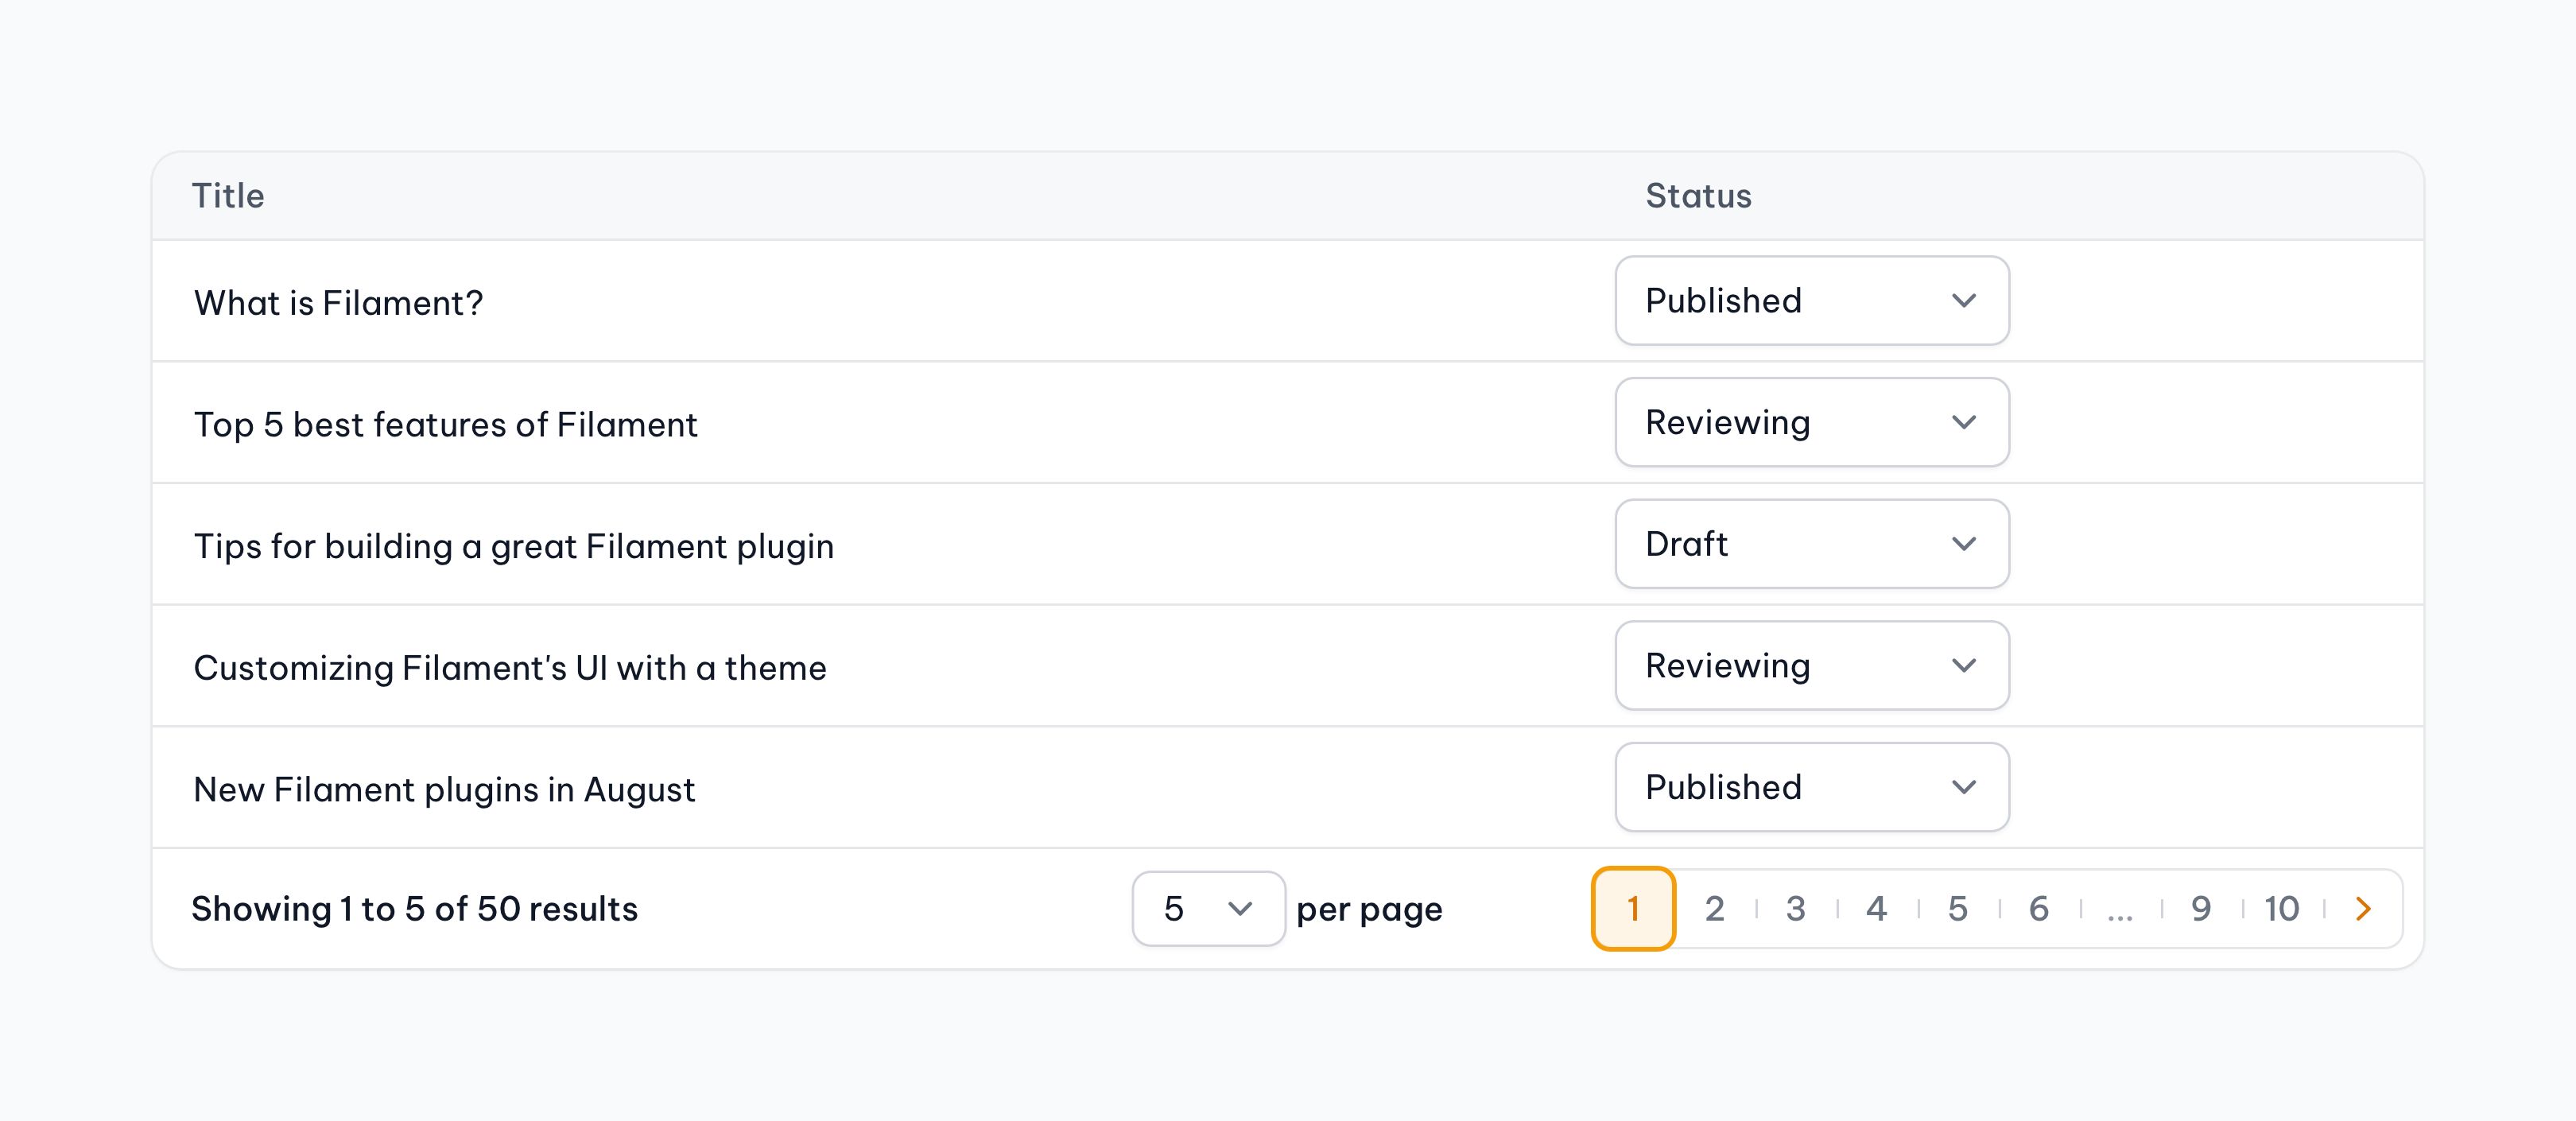 Title Status
What is Filament? Published
Top 5 best features of Filament Reviewing
Tips for building a great Filament plugin Draft
Customizing Filament's UI with a theme Reviewing
New Filament plugins in August Published
Showing 1 to 5 of 50 results 5 per page 1 2 3 4 5 6 ... 9 10